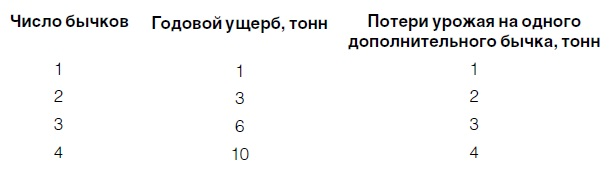 Число бычков Годовой ущерб, тонн Потери урожая на одного дополнительного бычка, тонн
1 1 1
2 3 2
3 6 3
4 10 4